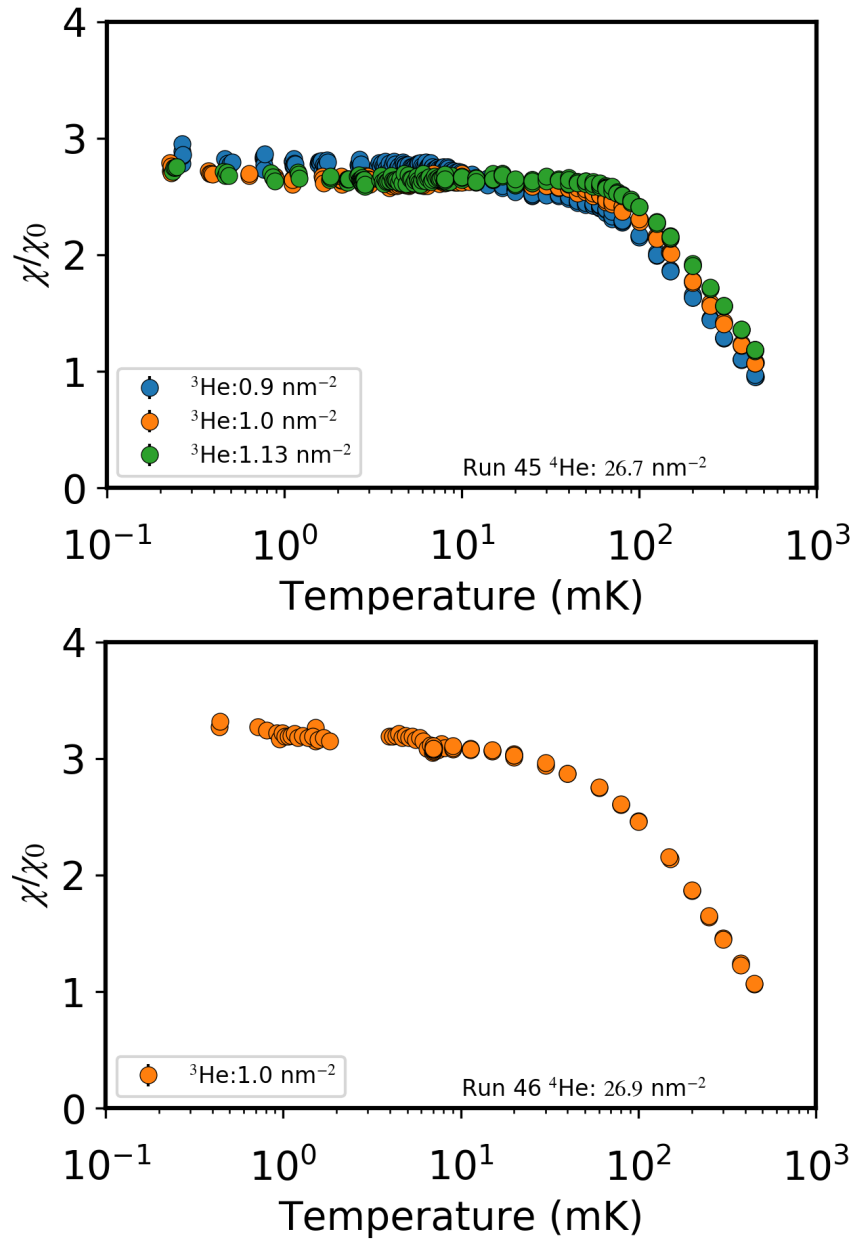 4
3
2
1
0
χ/χ0
³He:0.9 nm⁻²
³He:1.0 nm⁻²
³He:1.13 nm⁻²
Run 45 ⁴He: 26.7 nm⁻²
10⁻¹ 10⁰ 10¹ 10² 10³
Temperature (mK)
4
3
2
1
0
χ/χ0
³He:1.0 nm⁻²
Run 46 ⁴He: 26.9 nm⁻²
10⁻¹ 10⁰ 10¹ 10² 10³
Temperature (mK)